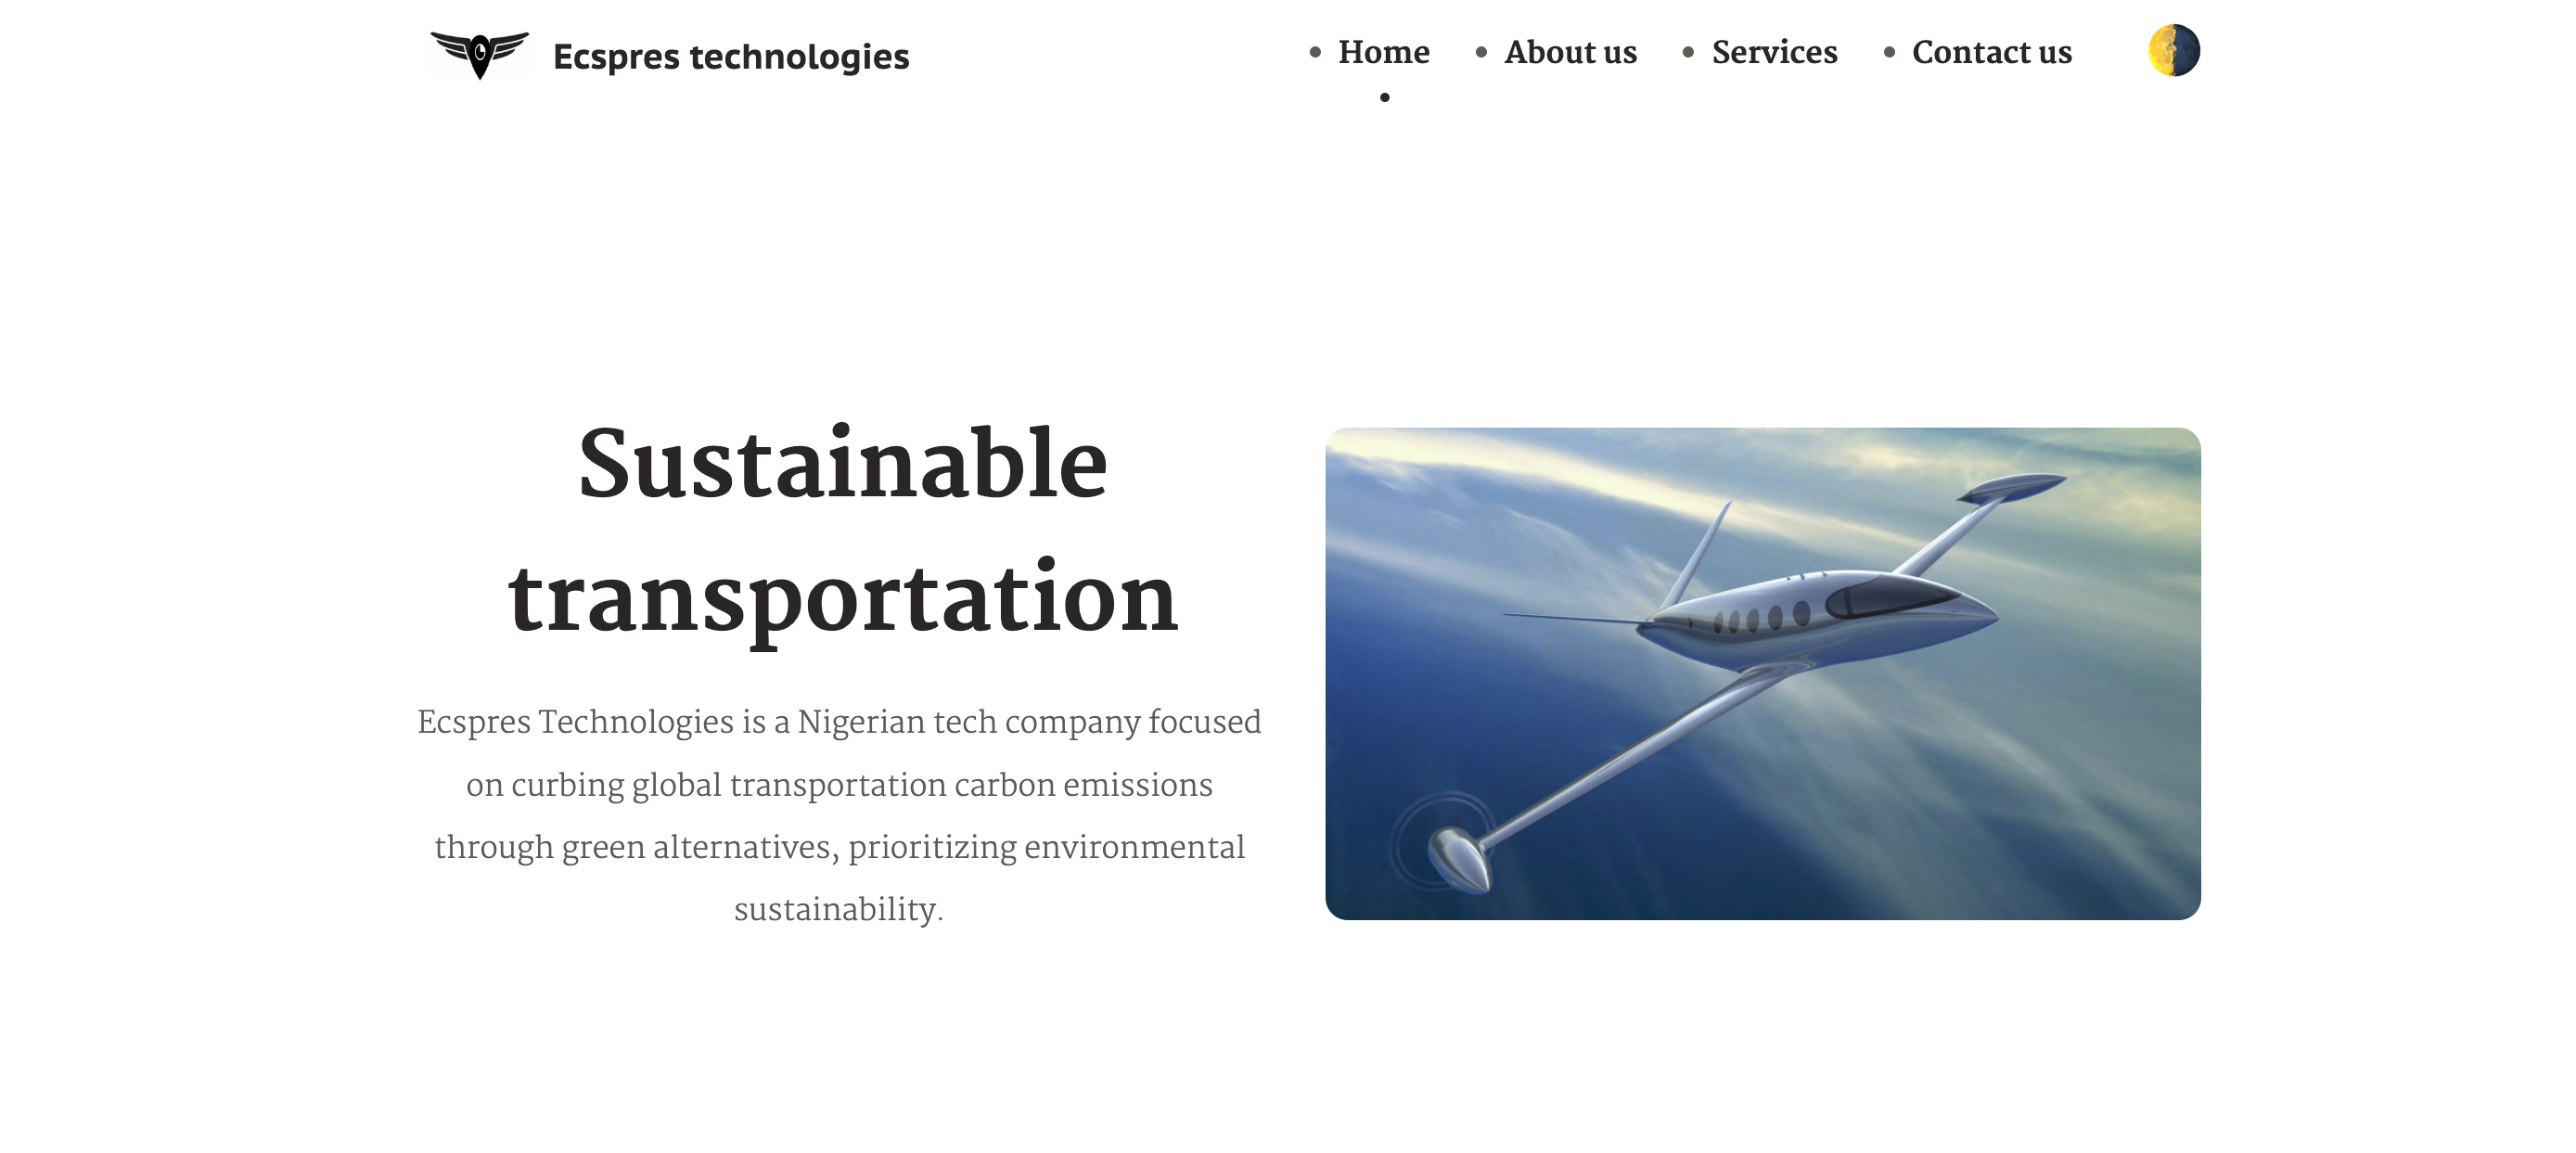 Ecspres technologies
Home
About us
Services
Contact us
Sustainable
transportation
Ecspres Technologies is a Nigerian tech company focused
on curbing global transportation carbon emissions
through green alternatives, prioritizing environmental
sustainability.